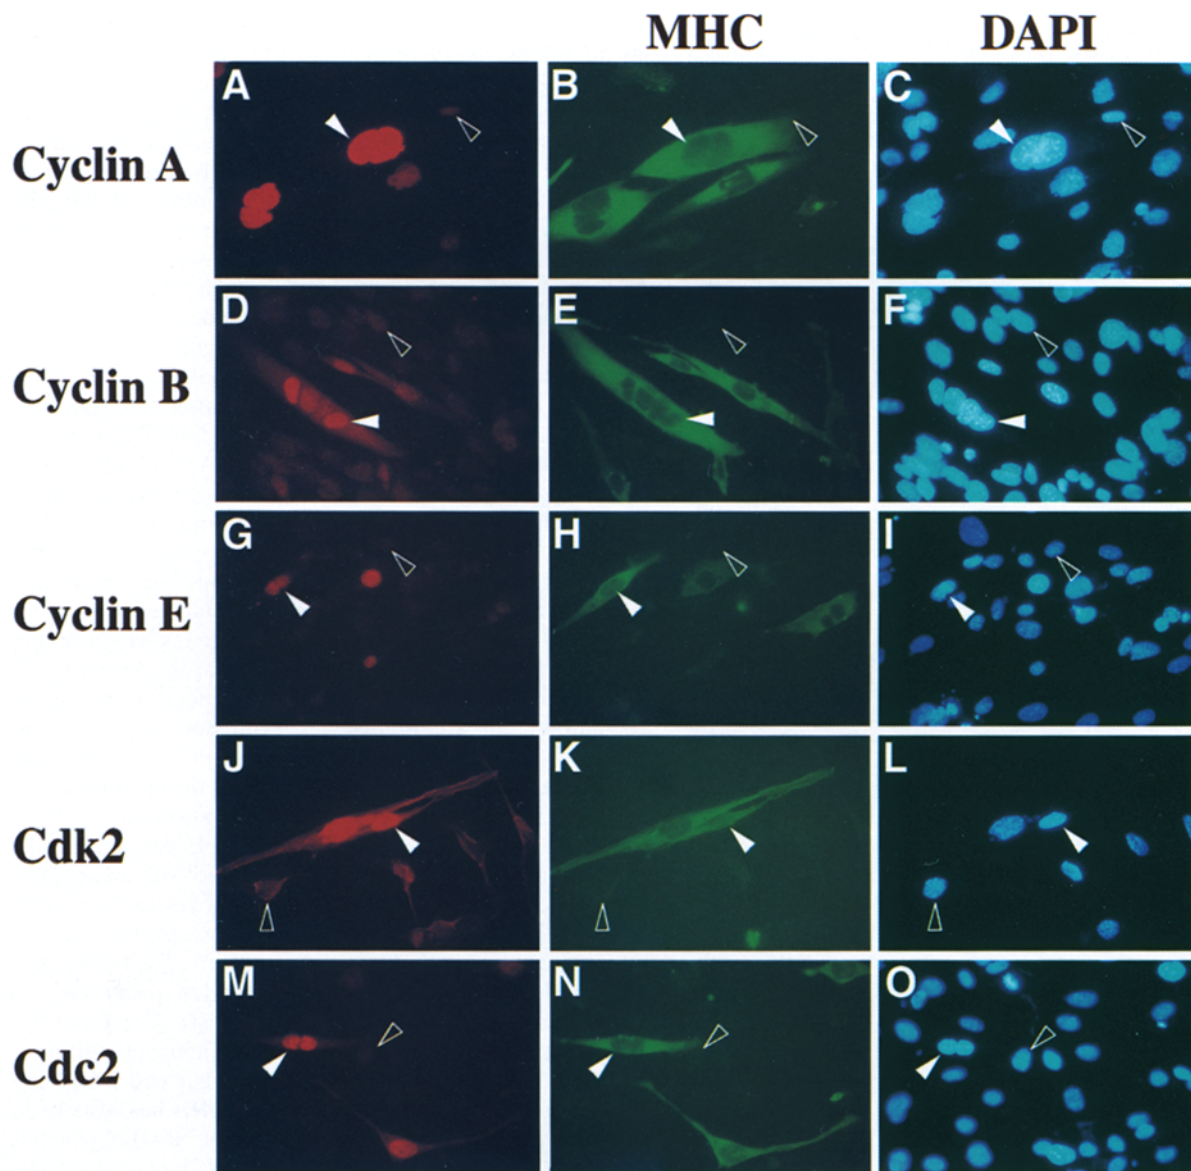 MHC DAPI
Cyclin A A B C
Cyclin B D E F
Cyclin E G H I
Cdk2 J K L
Cdc2 M N O